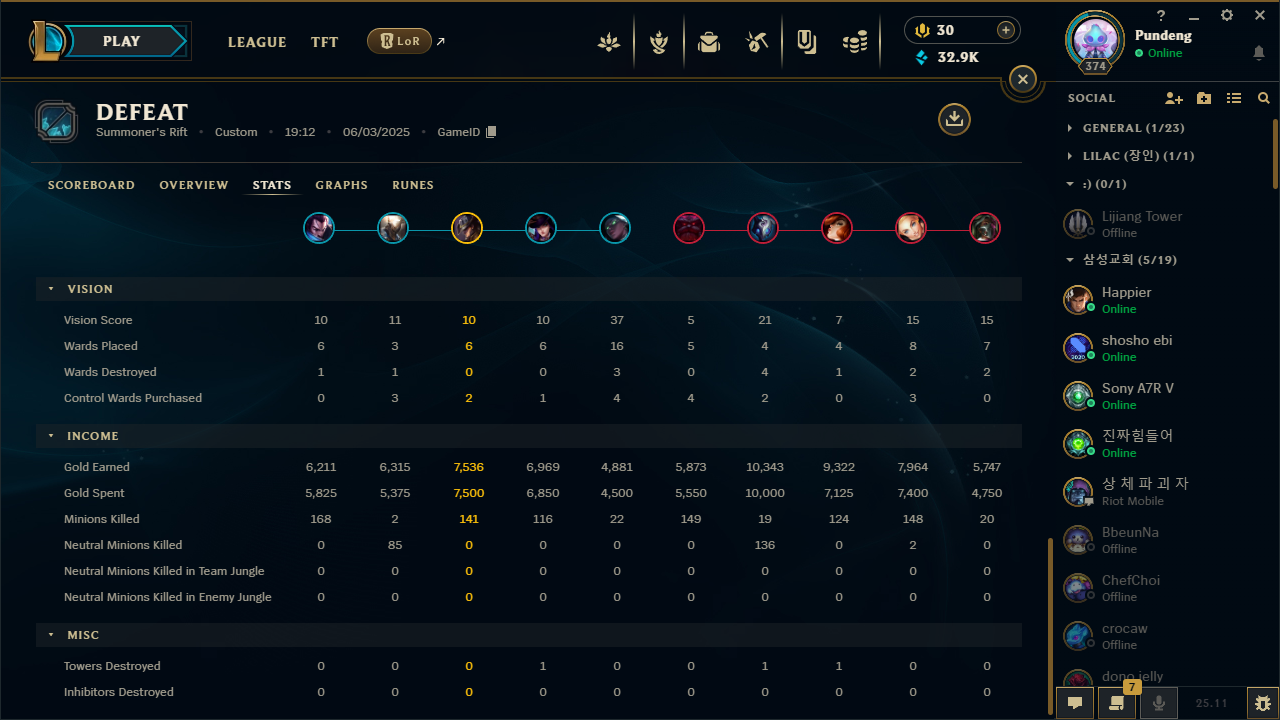 PLAY
LEAGUE TFT LoR
30
32.9K
374
Pundeng
Online
DEFEAT
Summoner's Rift • Custom • 19:12 • 06/03/2025 • GameID
SCOREBOARD OVERVIEW STATS GRAPHS RUNES
VISION
Vision Score 10 11 10 10 37 5 21 7 15 15
Wards Placed 6 3 6 6 16 5 4 4 8 7
Wards Destroyed 1 1 0 0 3 0 4 1 2 2
Control Wards Purchased 0 3 2 1 4 4 2 0 3 0
INCOME
Gold Earned 6,211 6,315 7,536 6,969 4,881 5,873 10,343 9,322 7,964 5,747
Gold Spent 5,825 5,375 7,500 6,850 4,500 5,550 10,000 7,125 7,400 4,750
Minions Killed 168 2 141 116 22 149 19 124 148 20
Neutral Minions Killed 0 85 0 0 0 0 136 0 2 0
Neutral Minions Killed in Team Jungle 0 0 0 0 0 0 0 0 0 0
Neutral Minions Killed in Enemy Jungle 0 0 0 0 0 0 0 0 0 0
MISC
Towers Destroyed 0 0 0 1 0 0 1 1 0 0
Inhibitors Destroyed 0 0 0 0 0 0 0 0 0 0
SOCIAL
GENERAL (1/23)
LILAC (장인) (1/1)
:) (0/1)
Lijiang Tower
Offline
삼성교회 (5/19)
Happier
Online
shosho ebi
Online
2020
Sony A7R V
Online
진짜힘들어
Online
상 체 파 괴 자
Riot Mobile
BbeunNa
Offline
ChefChoi
Offline
crocaw
Offline
dono jelly
7
25.11